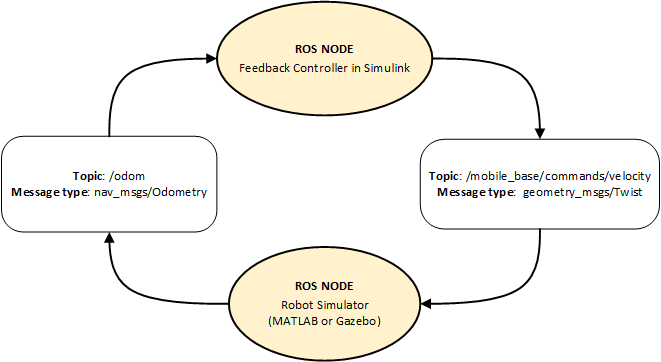 ROS NODE
Feedback Controller in Simulink
Topic: /odom
Message type: nav_msgs/Odometry
Topic: /mobile_base/commands/velocity
Message type:  geometry_msgs/Twist
ROS NODE
Robot Simulator
(MATLAB or Gazebo)